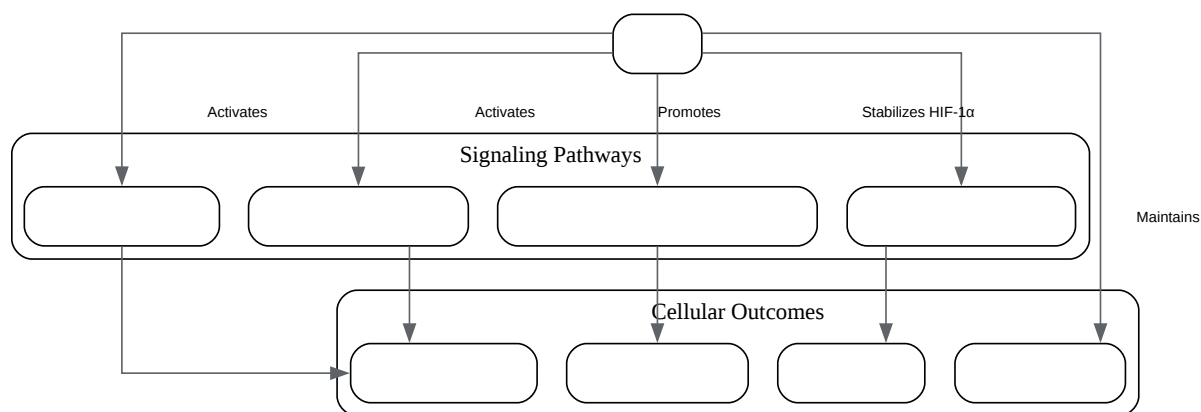 Activates
Activates
Promotes
Stabilizes HIF-1α
Signaling Pathways
Maintains
Cellular Outcomes